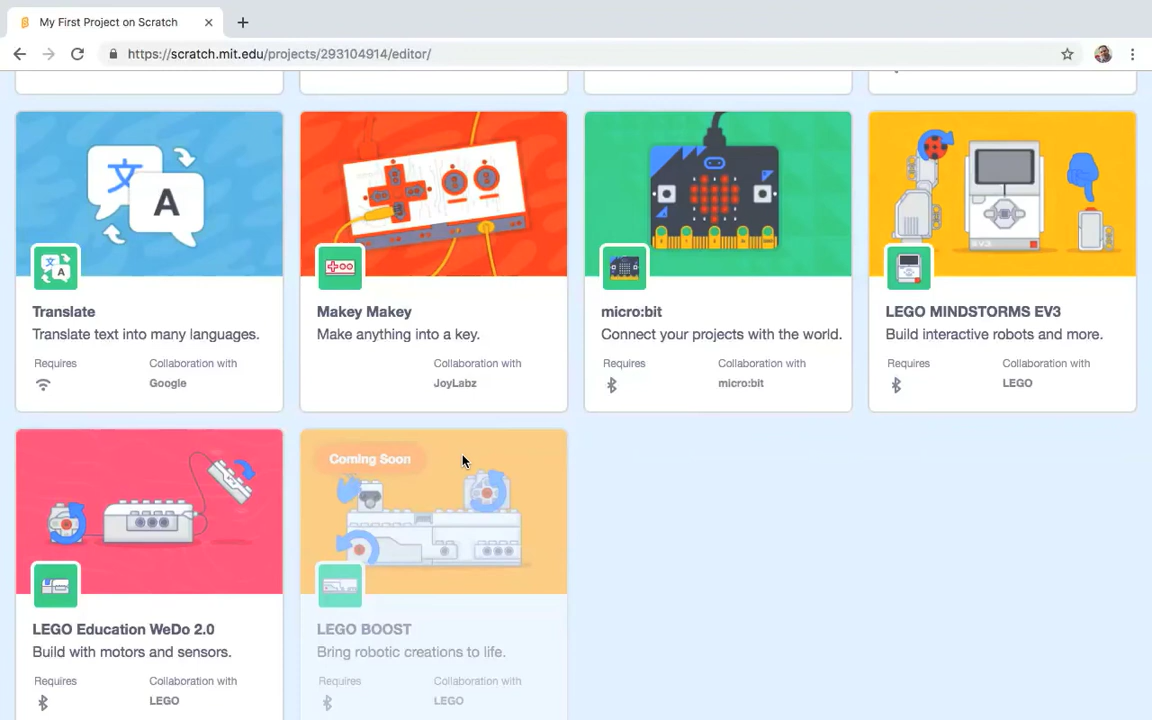 My First Project on Scratch
https://scratch.mit.edu/projects/293104914/editor/
文 A
EV3
文 A
Translate
Translate text into many languages.
Requires
Collaboration with
Google
Makey Makey
Make anything into a key.
Collaboration with
JoyLabz
micro:bit
Connect your projects with the world.
Requires
Collaboration with
micro:bit
LEGO MINDSTORMS EV3
Build interactive robots and more.
Requires
Collaboration with
LEGO
LEGO Education WeDo 2.0
Build with motors and sensors.
Requires
Collaboration with
LEGO
Coming Soon
LEGO BOOST
Bring robotic creations to life.
Requires
Collaboration with
LEGO